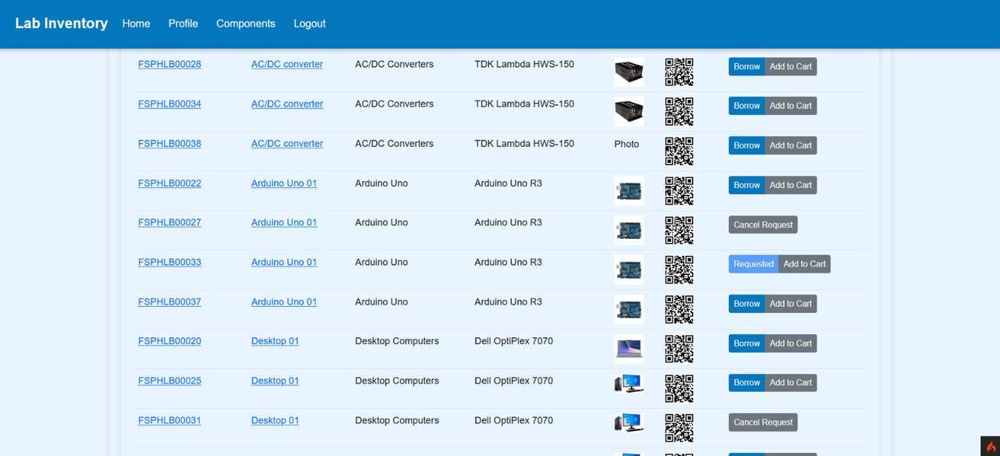 Lab Inventory Home Profile Components Logout
FSPHLB00028 AC/DC converter AC/DC Converters TDK Lambda HWS-150 Borrow Add to Cart
FSPHLB00034 AC/DC converter AC/DC Converters TDK Lambda HWS-150 Borrow Add to Cart
FSPHLB00038 AC/DC converter AC/DC Converters TDK Lambda HWS-150 Photo Borrow Add to Cart
FSPHLB00022 Arduino Uno 01 Arduino Uno Arduino Uno R3 Borrow Add to Cart
FSPHLB00027 Arduino Uno 01 Arduino Uno Arduino Uno R3 Cancel Request
FSPHLB00033 Arduino Uno 01 Arduino Uno Arduino Uno R3 Requested Add to Cart
FSPHLB00037 Arduino Uno 01 Arduino Uno Arduino Uno R3 Borrow Add to Cart
FSPHLB00020 Desktop 01 Desktop Computers Dell OptiPlex 7070 Borrow Add to Cart
FSPHLB00025 Desktop 01 Desktop Computers Dell OptiPlex 7070 Borrow Add to Cart
FSPHLB00031 Desktop 01 Desktop Computers Dell OptiPlex 7070 Cancel Request